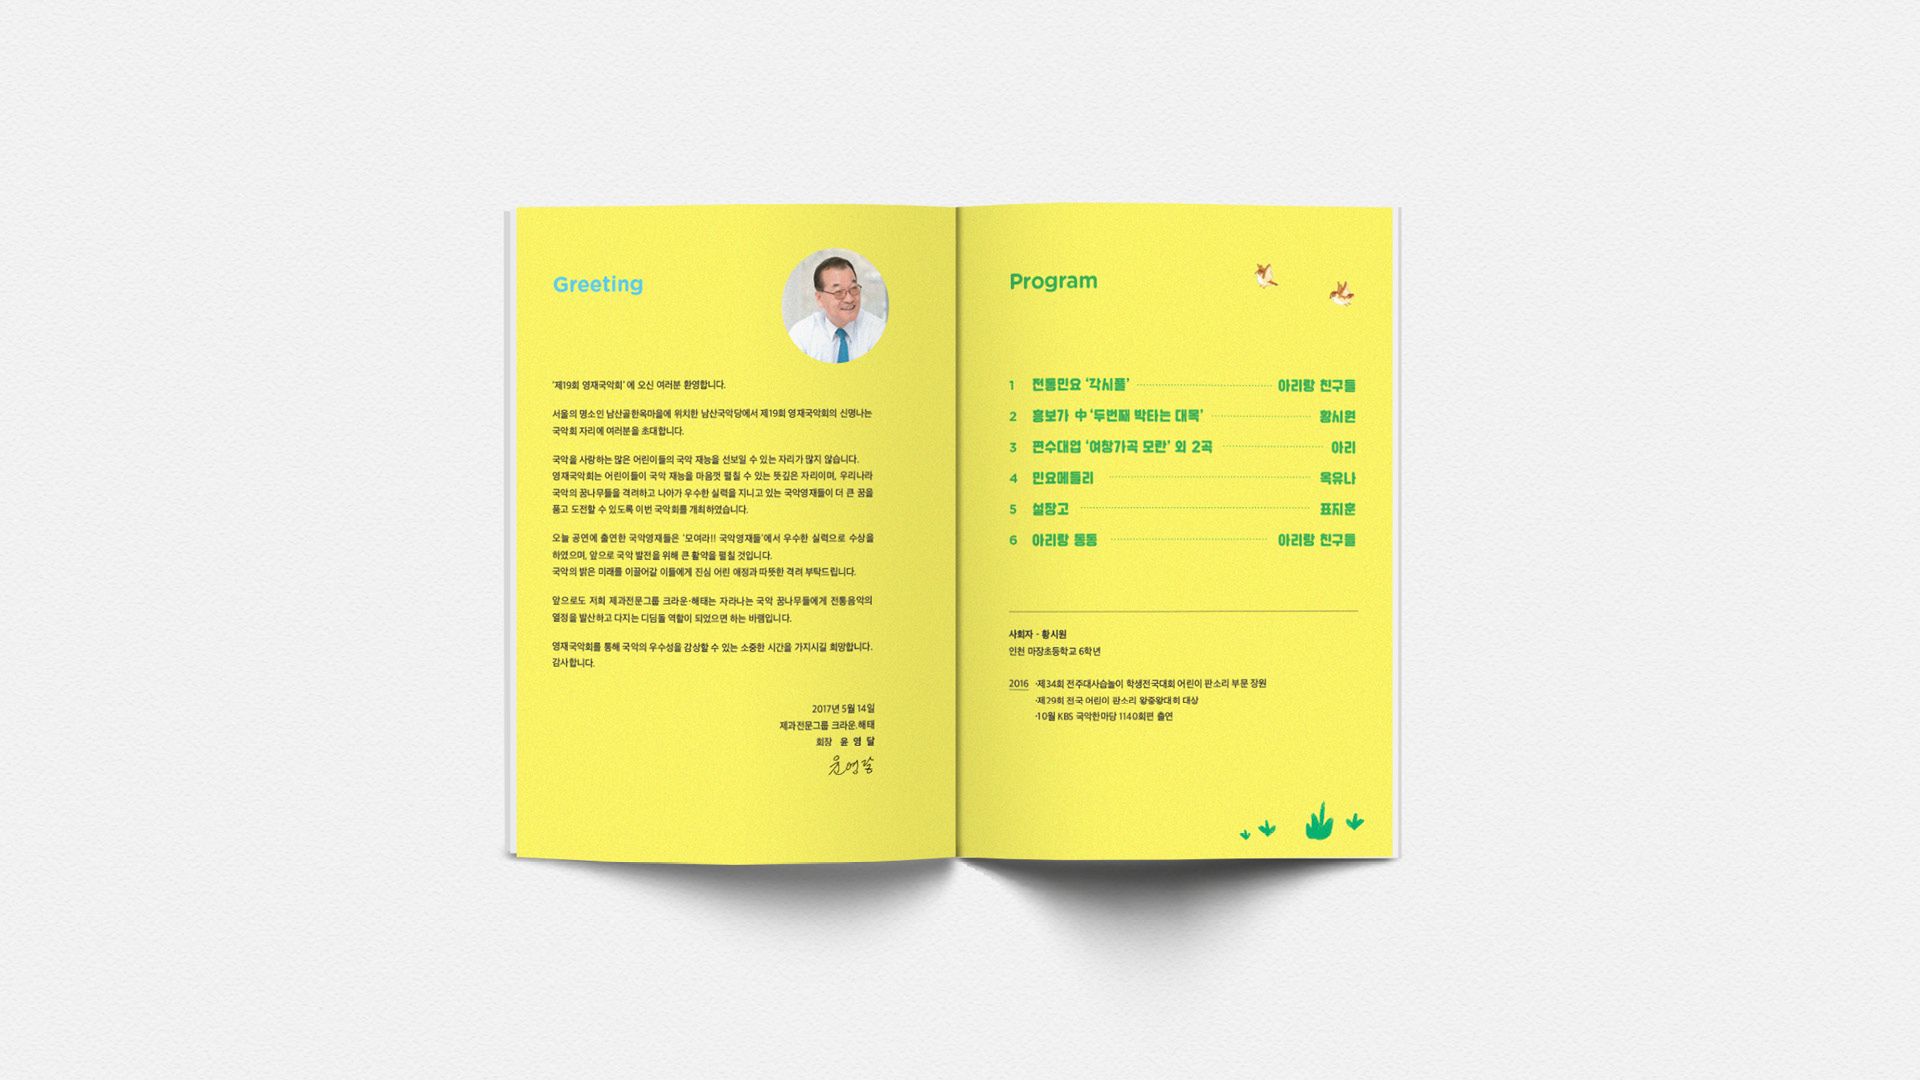 Greeting
'제19회 영재국악회' 에 오신 여러분 환영합니다.
서울의 명소인 남산골한옥마을에 위치한 남산국악당에서 제19회 영재국악회의 신명나는
국악회 자리에 여러분을 초대합니다.
국악을 사랑하는 많은 어린이들의 국악 재능을 선보일 수 있는 자리가 많지 않습니다.
영재국악회는 어린이들이 국악 재능을 마음껏 펼칠 수 있는 뜻깊은 자리이며, 우리나라
국악의 꿈나무들을 격려하고 나아가 우수한 실력을 지니고 있는 국악영재들이 더 큰 꿈을
품고 도전할 수 있도록 이번 국악회를 개최하였습니다.
오늘 공연에 출연한 국악영재들은 '모여라!! 국악영재들'에서 우수한 실력으로 수상을
하였으며, 앞으로 국악 발전을 위해 큰 활약을 펼칠 것입니다.
국악의 밝은 미래를 이끌어갈 이들에게 진심 어린 애정과 따뜻한 격려 부탁드립니다.
앞으로도 저희 제과전문그룹 크라운·해태는 자라나는 국악 꿈나무들에게 전통음악의
열정을 발산하고 다지는 디딤돌 역할이 되었으면 하는 바램입니다.
영재국악회를 통해 국악의 우수성을 감상할 수 있는 소중한 시간을 가지시길 희망합니다.
감사합니다.
2017년 5월 14일
제과전문그룹 크라운.해태
회장 윤 영 달
윤영달
Program
1 전통민요 '각시풀' 아리랑 친구들
2 흥보가 中 '두번째 박타는 대목' 황시원
3 편수대엽 '여창가곡 모란' 외 2곡 아리
4 민요메들리 옥유나
5 설장고 표지훈
6 아리랑 동동 아리랑 친구들
사회자 - 황시원
인천 마장초등학교 6학년
2016 ·제34회 전주대사습놀이 학생전국대회 어린이 판소리 부문 장원
·제29회 전국 어린이 판소리 왕중왕대회 대상
·10월 KBS 국악한마당 1140회편 출연